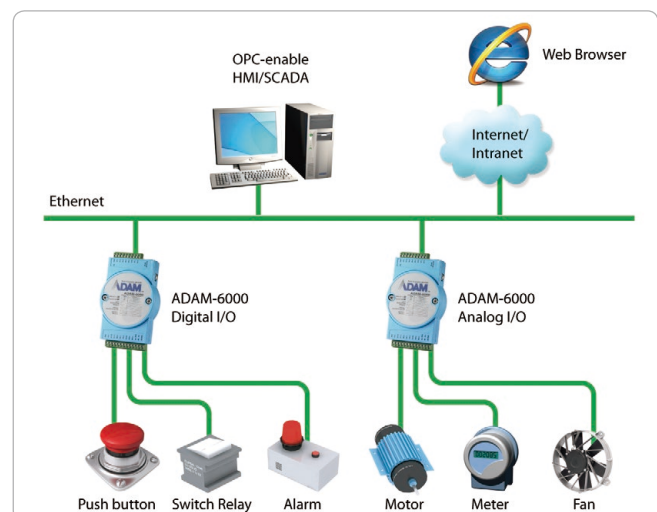 OPC-enable
HMI/SCADA
Web Browser
Internet/
Intranet
Ethernet
ADAM
ADAM-6000
Digital I/O
ADAM
ADAM-6000
Analog I/O
Push button
Switch Relay
Alarm
Motor
Meter
Fan